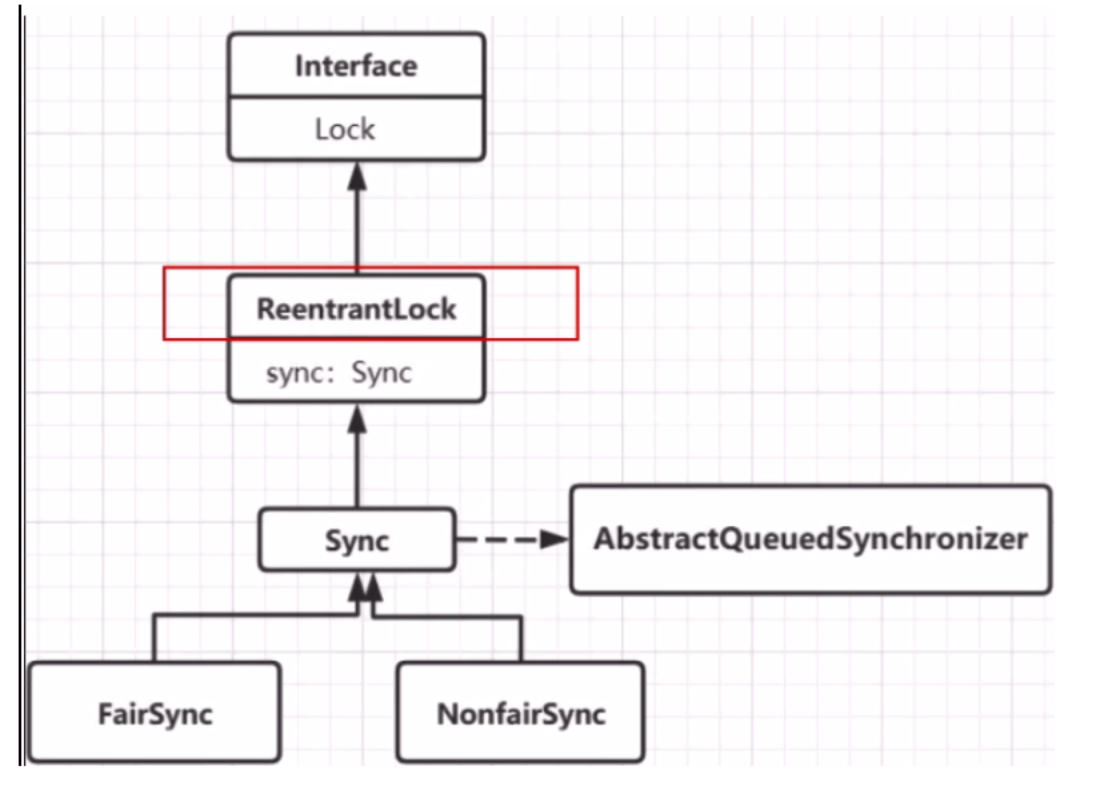 Interface
Lock
ReentrantLock
sync: Sync
Sync
AbstractQueuedSynchronizer
FairSync
NonfairSync